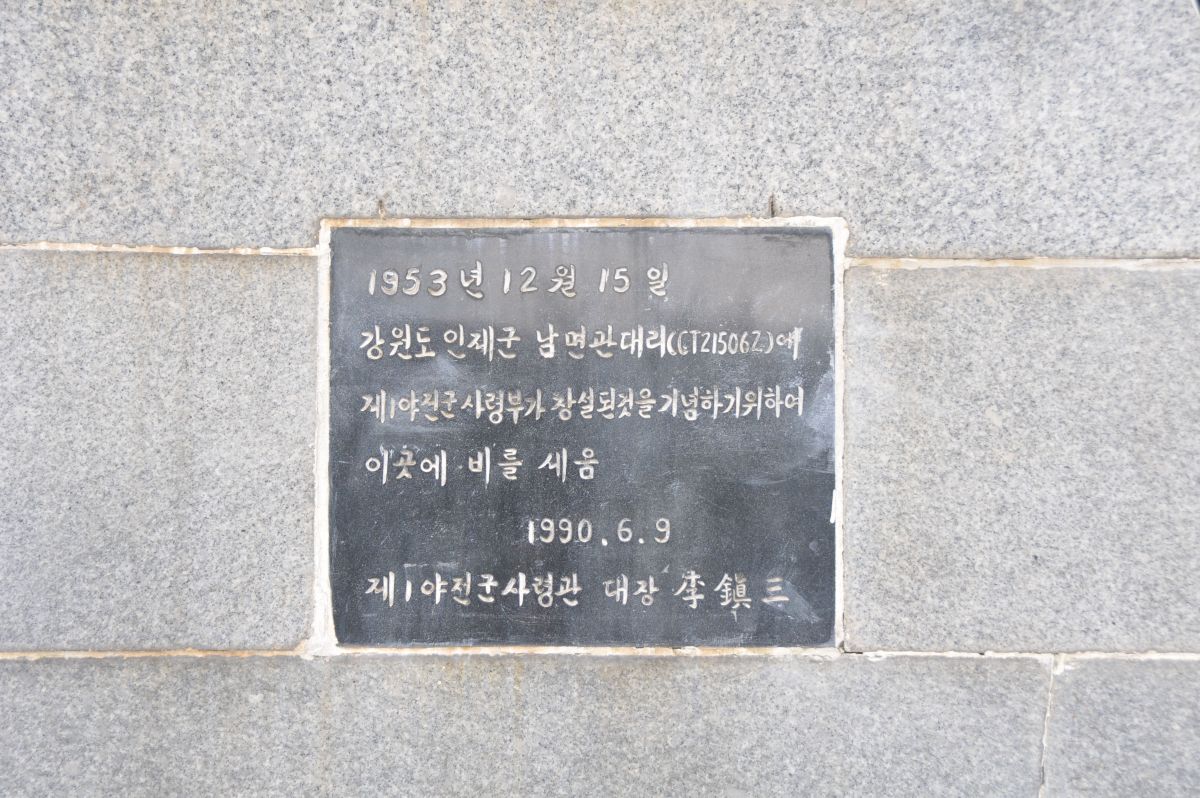 1953년 12월 15일
강원도 인제군 남면관대리(CT215062)에
제1야전군사령부가 창설된것을기념하기위하여
이곳에 비를 세움
1990.6.9
제1야전군사령관 대장 李鎭三